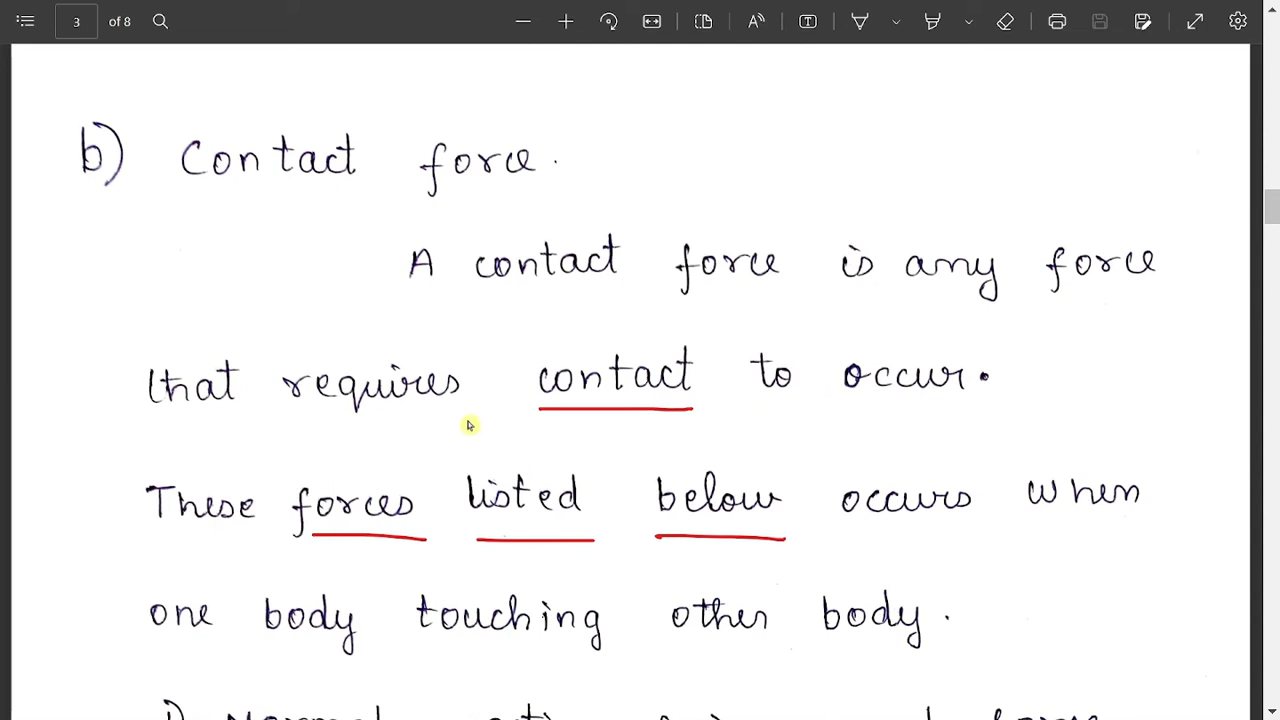 3 of 8
b) Contact force.
A contact force is any force
that requires contact to occur.
These forces listed below occurs when
one body touching other body.